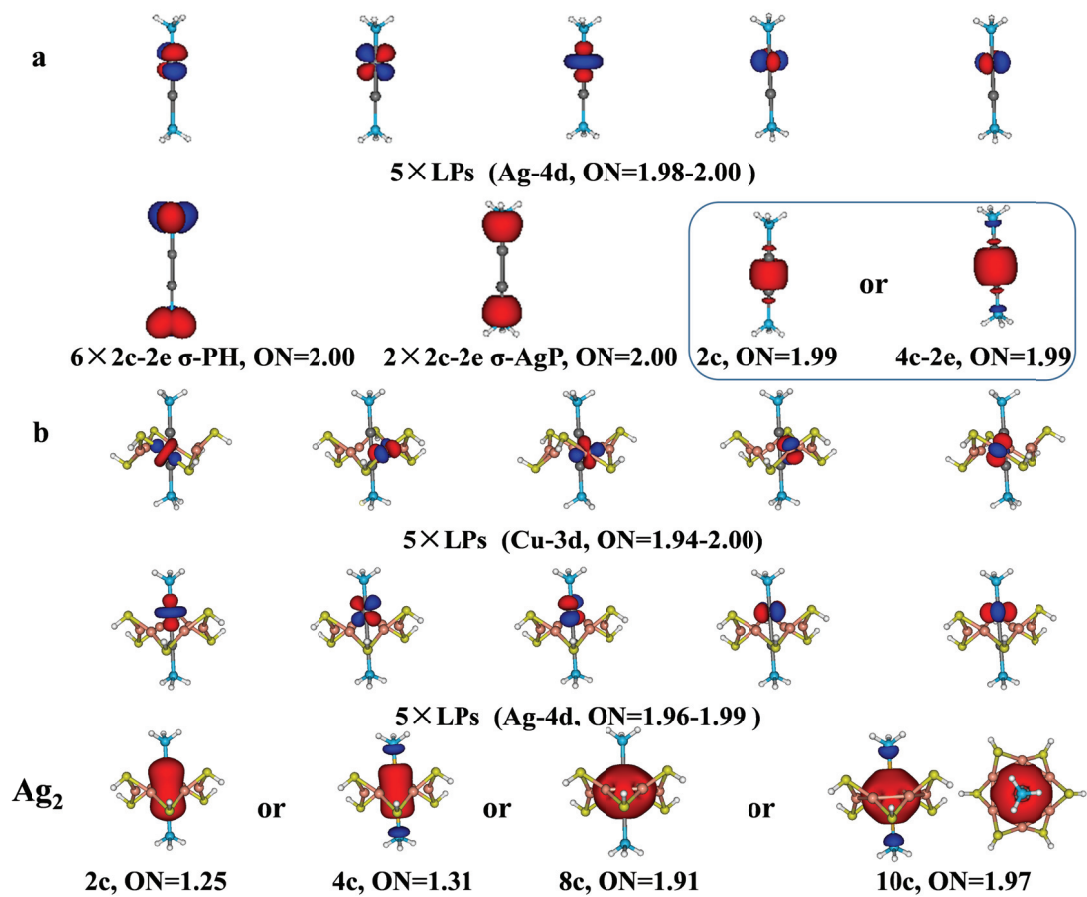 a
5×LPs (Ag-4d, ON=1.98-2.00 )
or
6×2c-2e σ-PH, ON=2.00 2×2c-2e σ-AgP, ON=2.00 2c, ON=1.99 4c-2e, ON=1.99
b
5×LPs (Cu-3d, ON=1.94-2.00)
5×LPs (Ag-4d, ON=1.96-1.99 )
Ag₂ or or or
2c, ON=1.25 4c, ON=1.31 8c, ON=1.91 10c, ON=1.97